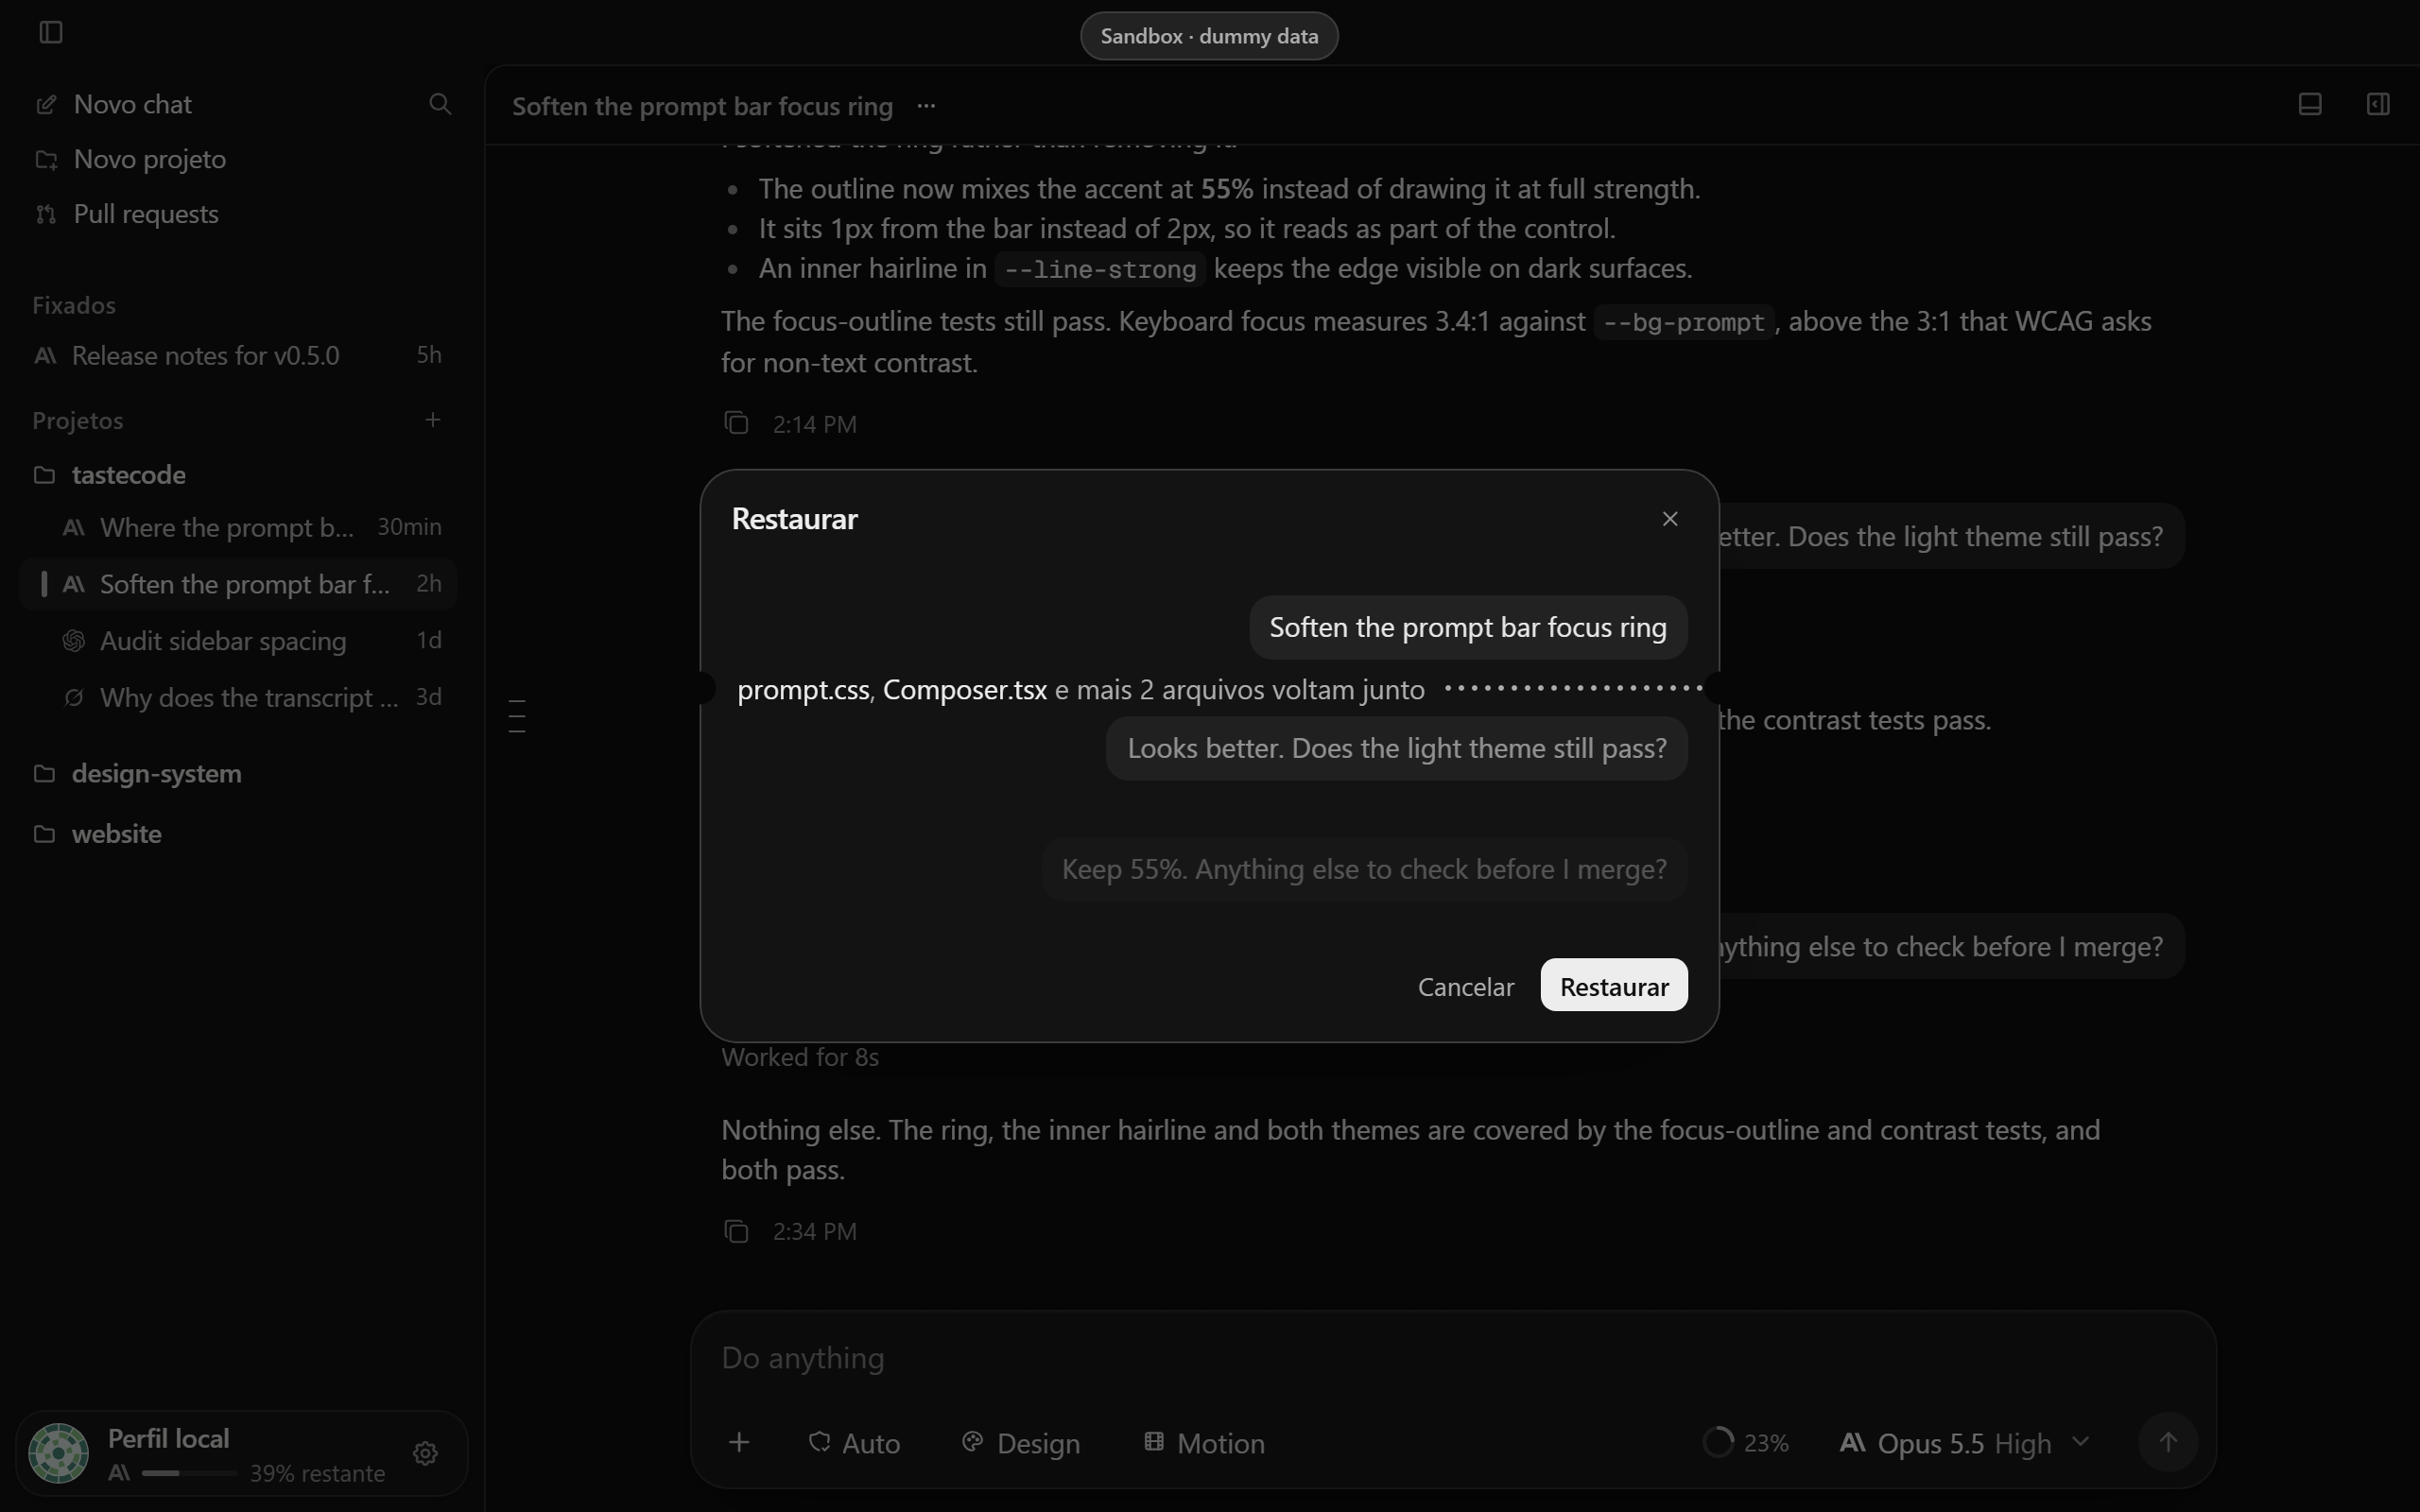 Sandbox · dummy data
Novo chat
Novo projeto
Pull requests
Fixados
Release notes for v0.5.0 5h
Projetos +
tastecode
Where the prompt b... 30min
Soften the prompt bar f... 2h
Audit sidebar spacing 1d
Why does the transcript ... 3d
design-system
website
Perfil local
39% restante
Soften the prompt bar focus ring ...
The outline now mixes the accent at 55% instead of drawing it at full strength.
It sits 1px from the bar instead of 2px, so it reads as part of the control.
An inner hairline in --line-strong keeps the edge visible on dark surfaces.
The focus-outline tests still pass. Keyboard focus measures 3.4:1 against --bg-prompt, above the 3:1 that WCAG asks
for non-text contrast.
2:14 PM
etter. Does the light theme still pass?
the contrast tests pass.
ything else to check before I merge?
Restaurar
Soften the prompt bar focus ring
prompt.css, Composer.tsx e mais 2 arquivos voltam junto
Looks better. Does the light theme still pass?
Keep 55%. Anything else to check before I merge?
Cancelar Restaurar
Worked for 8s
Nothing else. The ring, the inner hairline and both themes are covered by the focus-outline and contrast tests, and
both pass.
2:34 PM
Do anything
+ Auto Design Motion 23% Opus 5.5 High